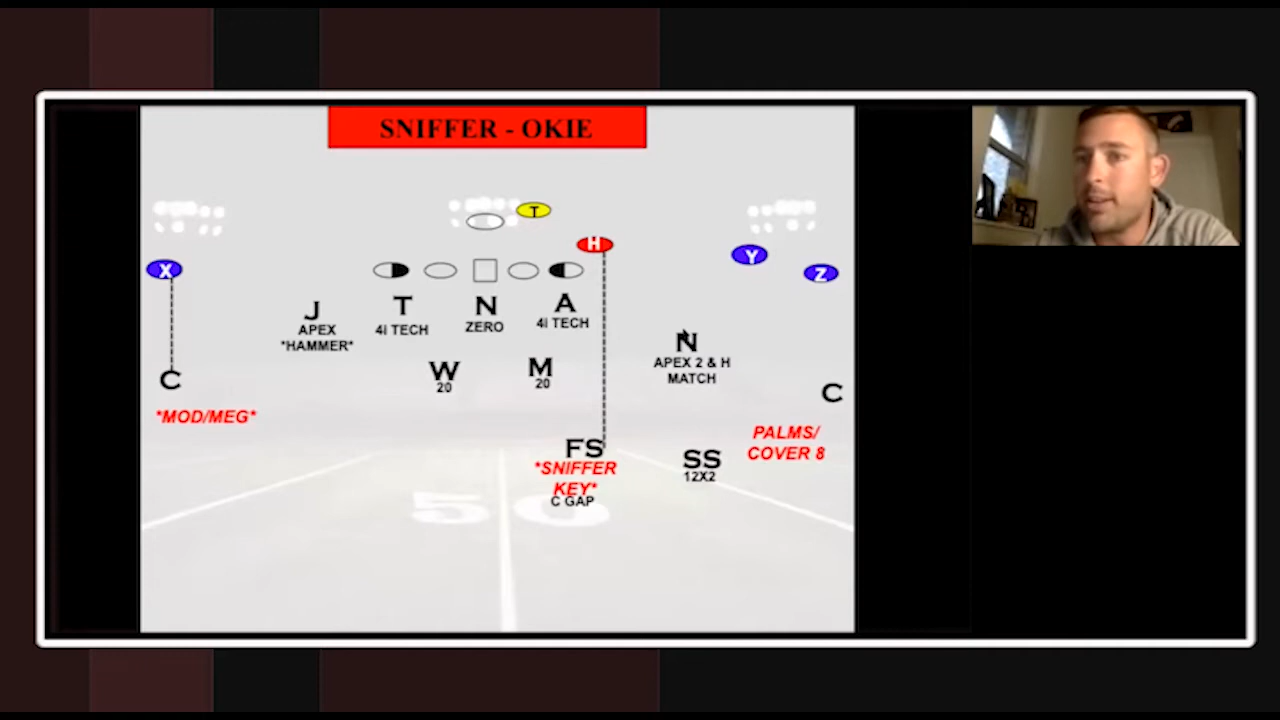 SNIFFER - OKIE
T
H
X
Y
Z
J
APEX
*HAMMER*
T
4I TECH
N
ZERO
A
4I TECH
N
APEX 2 & H
MATCH
C
W
20
M
20
C
*MOD/MEG*
PALMS/
COVER 8
FS
*SNIFFER
KEY*
C GAP
SS
12X2
50